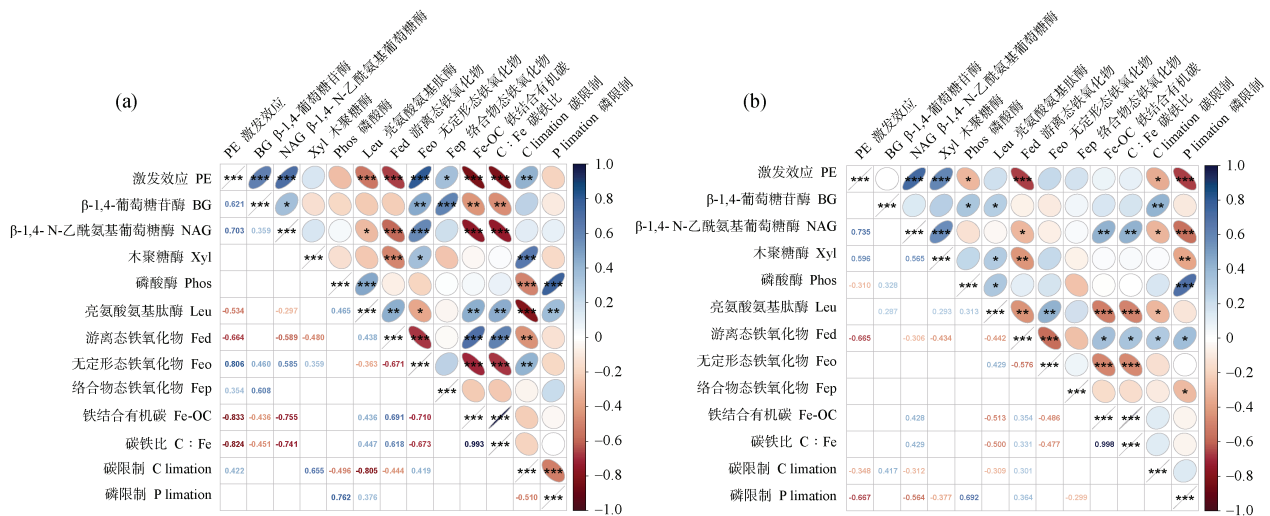 (a)
PE 激发效应
BG β-1,4-葡萄糖苷酶
NAG β-1,4- N-乙酰氨基葡萄糖酶
Xyl 木聚糖酶
Phos 磷酸酶
Leu 亮氨酸氨基肽酶
Fed 游离态铁氧化物
Feo 无定形态铁氧化物
Fep 络合物态铁氧化物
Fe-OC 铁结合有机碳
C∶Fe 碳铁比
C limation 碳限制
P limation 磷限制
激发效应 PE *** *** *** *** *** *** * *** *** **
β-1,4-葡萄糖苷酶 BG 0.621 *** * ** *** ** **
β-1,4- N-乙酰氨基葡萄糖酶 NAG 0.703 0.359 *** * *** *** *** ***
木聚糖酶 Xyl *** *** * ***
磷酸酶 Phos *** *** *** ***
亮氨酸氨基肽酶 Leu -0.534 -0.297 0.465 *** ** * ** ** *** **
游离态铁氧化物 Fed -0.664 -0.589 -0.480 0.438 *** *** *** *** **
无定形态铁氧化物 Feo 0.806 0.460 0.585 0.359 -0.363 -0.671 *** *** *** **
络合物态铁氧化物 Fep 0.354 0.608 ***
铁结合有机碳 Fe-OC -0.833 -0.436 -0.755 0.436 0.691 -0.710 *** ***
碳铁比 C∶Fe -0.824 -0.451 -0.741 0.447 0.618 -0.673 0.993 ***
碳限制 C limation 0.422 0.655 -0.496 -0.805 -0.444 0.419 *** ***
磷限制 P limation 0.762 0.376 -0.510 ***
1.0
0.8
0.6
0.4
0.2
0
−0.2
−0.4
−0.6
−0.8
−1.0
(b)
PE 激发效应
BG β-1,4-葡萄糖苷酶
NAG β-1,4- N-乙酰氨基葡萄糖酶
Xyl 木聚糖酶
Phos 磷酸酶
Leu 亮氨酸氨基肽酶
Fed 游离态铁氧化物
Feo 无定形态铁氧化物
Fep 络合物态铁氧化物
Fe-OC 铁结合有机碳
C∶Fe 碳铁比
C limation 碳限制
P limation 磷限制
激发效应 PE *** *** *** * *** * ***
β-1,4-葡萄糖苷酶 BG *** * * **
β-1,4- N-乙酰氨基葡萄糖酶 NAG 0.735 *** *** * ** ** * ***
木聚糖酶 Xyl 0.596 0.565 *** * ** **
磷酸酶 Phos -0.310 0.328 *** * ***
亮氨酸氨基肽酶 Leu 0.287 0.293 0.313 *** ** ** *** *** *
游离态铁氧化物 Fed -0.665 -0.306 -0.434 -0.442 *** *** * * * *
无定形态铁氧化物 Feo 0.429 -0.576 *** *** ***
络合物态铁氧化物 Fep *** *
铁结合有机碳 Fe-OC 0.428 -0.513 0.354 -0.486 *** ***
碳铁比 C∶Fe 0.429 -0.500 0.331 -0.477 0.998 ***
碳限制 C limation -0.348 0.417 -0.312 -0.309 0.301 ***
磷限制 P limation -0.667 -0.564 -0.377 0.692 0.364 -0.299 ***
1.0
0.8
0.6
0.4
0.2
0
−0.2
−0.4
−0.6
−0.8
−1.0